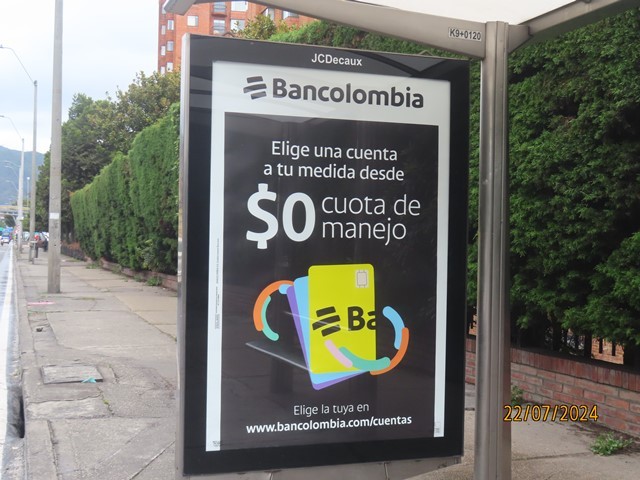 K9+0120
JCDecaux
Bancolombia
Elige una cuenta
a tu medida desde
$0 cuota de
manejo
Ba
Elige la tuya en
www.bancolombia.com/cuentas
22/07/2024